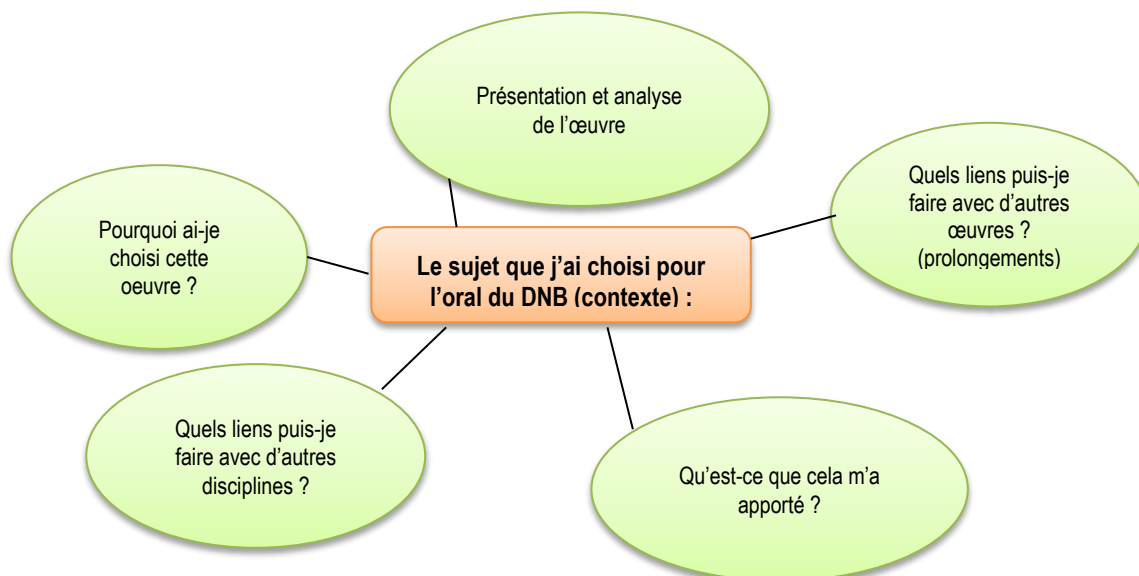 Présentation et analyse
de l’œuvre
Quels liens puis-je
faire avec d’autres
œuvres ?
(prolongements)
Pourquoi ai-je
choisi cette
oeuvre ?
Le sujet que j’ai choisi pour
l’oral du DNB (contexte) :
Quels liens puis-je
faire avec d’autres
disciplines ?
Qu’est-ce que cela m’a
apporté ?